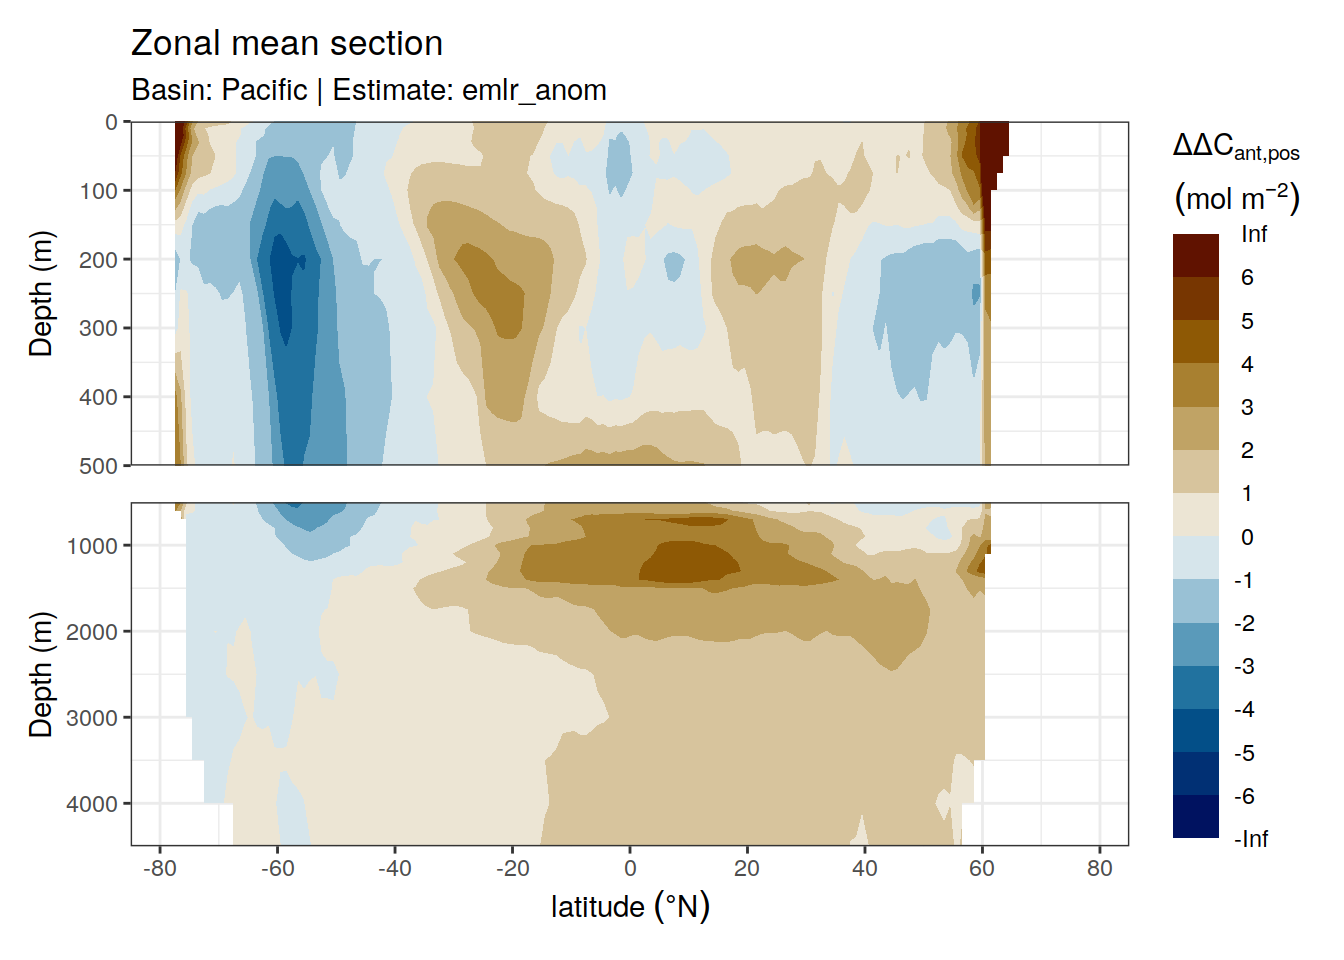 Zonal mean section
Basin: Pacific | Estimate: emlr_anom
0
100
200
300
400
500
Depth (m)
1000
2000
3000
4000
Depth (m)
-80 -60 -40 -20 0 20 40 60 80
latitude (°N)
ΔΔCant,pos
(mol m−2)
Inf
6
5
4
3
2
1
0
-1
-2
-3
-4
-5
-6
-Inf